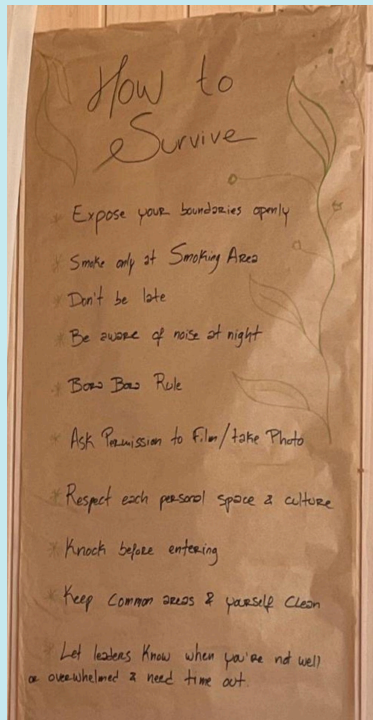 How to
Survive
* Expose your boundaries openly
* Smoke only at Smoking Area
* Don't be late
* Be aware of noise at night
* Rule
* Ask Permission to Film/take Photo
* Respect each personal space & culture
* Knock before entering
* Keep common areas & yourself Clean
* Let leaders Know when you're not well
or overwhelmed & need time out.